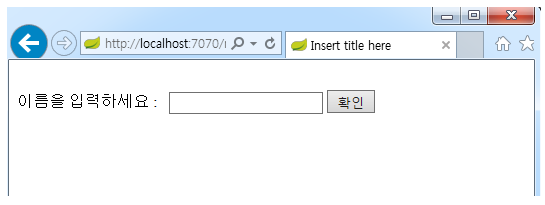 http://localhost:7070/
Insert title here
이름을 입력하세요 :
확인